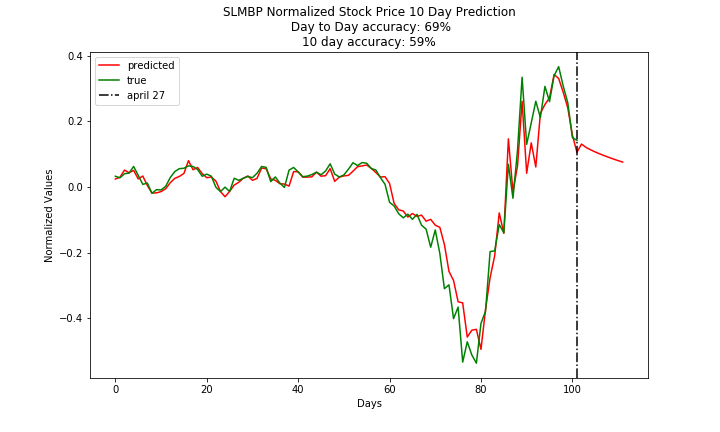 SLMBP Normalized Stock Price 10 Day Prediction
Day to Day accuracy: 69%
10 day accuracy: 59%
predicted
true
april 27
Normalized Values
0.4
0.2
0.0
−0.2
−0.4
0 20 40 60 80 100
Days